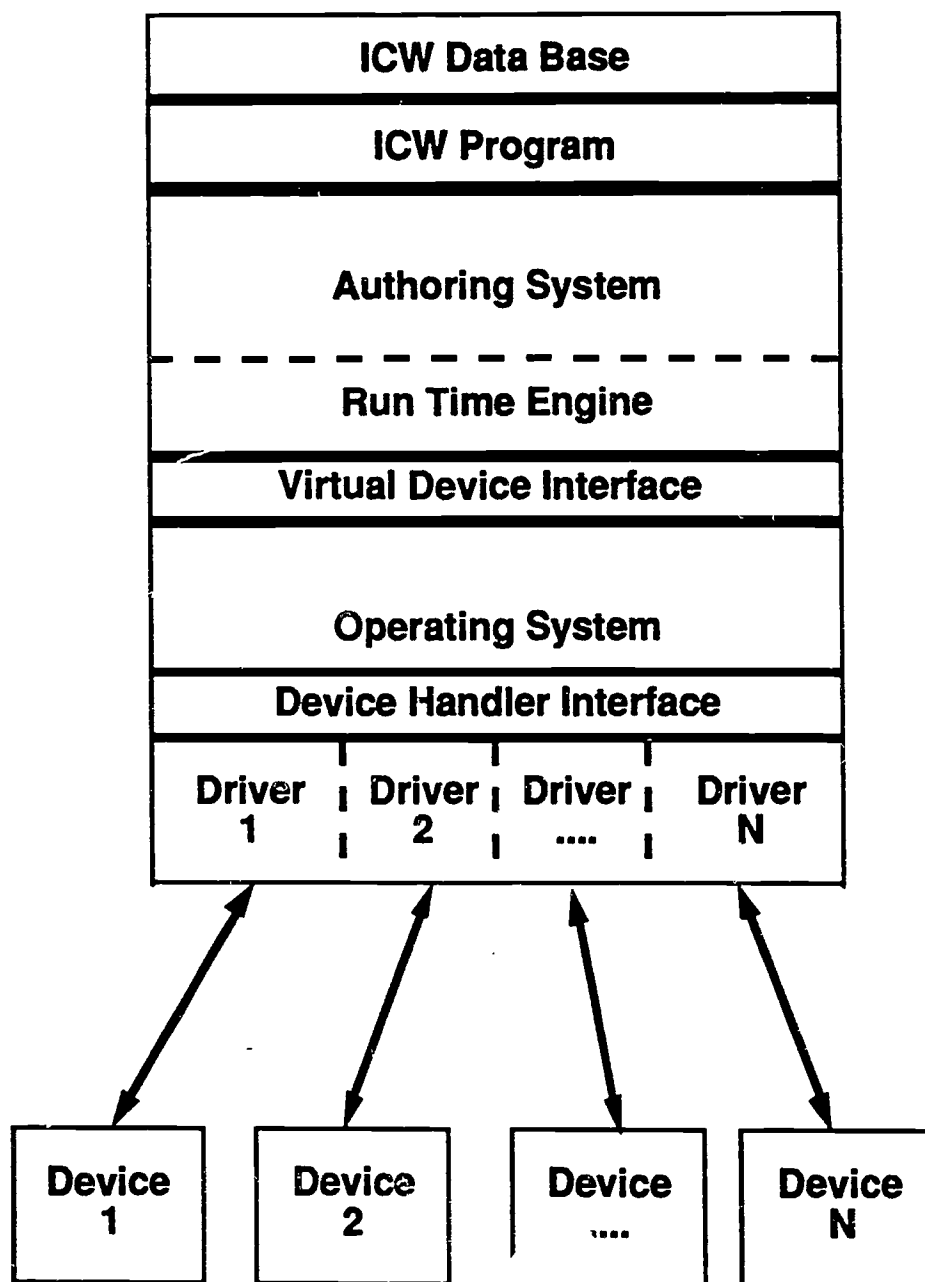 ICW Data Base
ICW Program
Authoring System
Run Time Engine
Virtual Device Interface
Operating System
Device Handler Interface
Driver
1
Driver
2
Driver
....
Driver
N
Device
1
Device
2
Device
....
Device
N